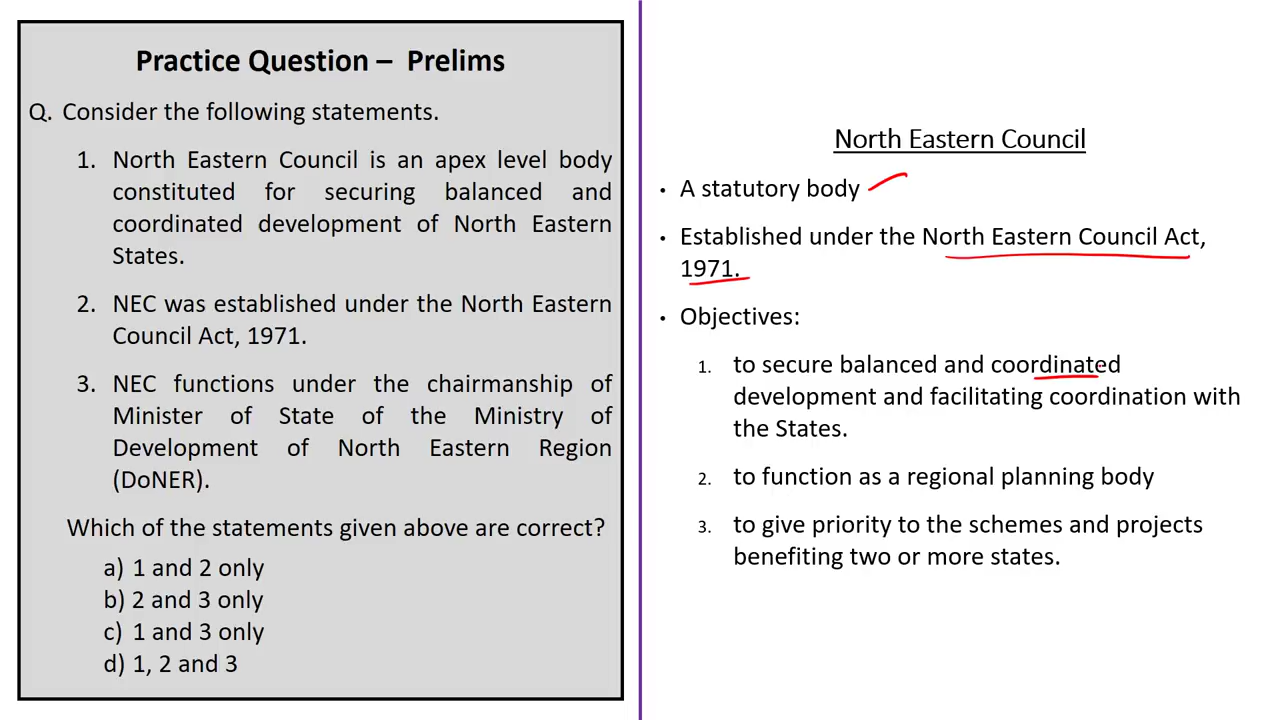 Practice Question – Prelims
Q. Consider the following statements.
1. North Eastern Council is an apex level body
constituted for securing balanced and
coordinated development of North Eastern
States.
2. NEC was established under the North Eastern
Council Act, 1971.
3. NEC functions under the chairmanship of
Minister of State of the Ministry of
Development of North Eastern Region
(DoNER).
Which of the statements given above are correct?
a) 1 and 2 only
b) 2 and 3 only
c) 1 and 3 only
d) 1, 2 and 3
North Eastern Council
• A statutory body
• Established under the North Eastern Council Act,
1971.
• Objectives:
1. to secure balanced and coordinated
development and facilitating coordination with
the States.
2. to function as a regional planning body
3. to give priority to the schemes and projects
benefiting two or more states.